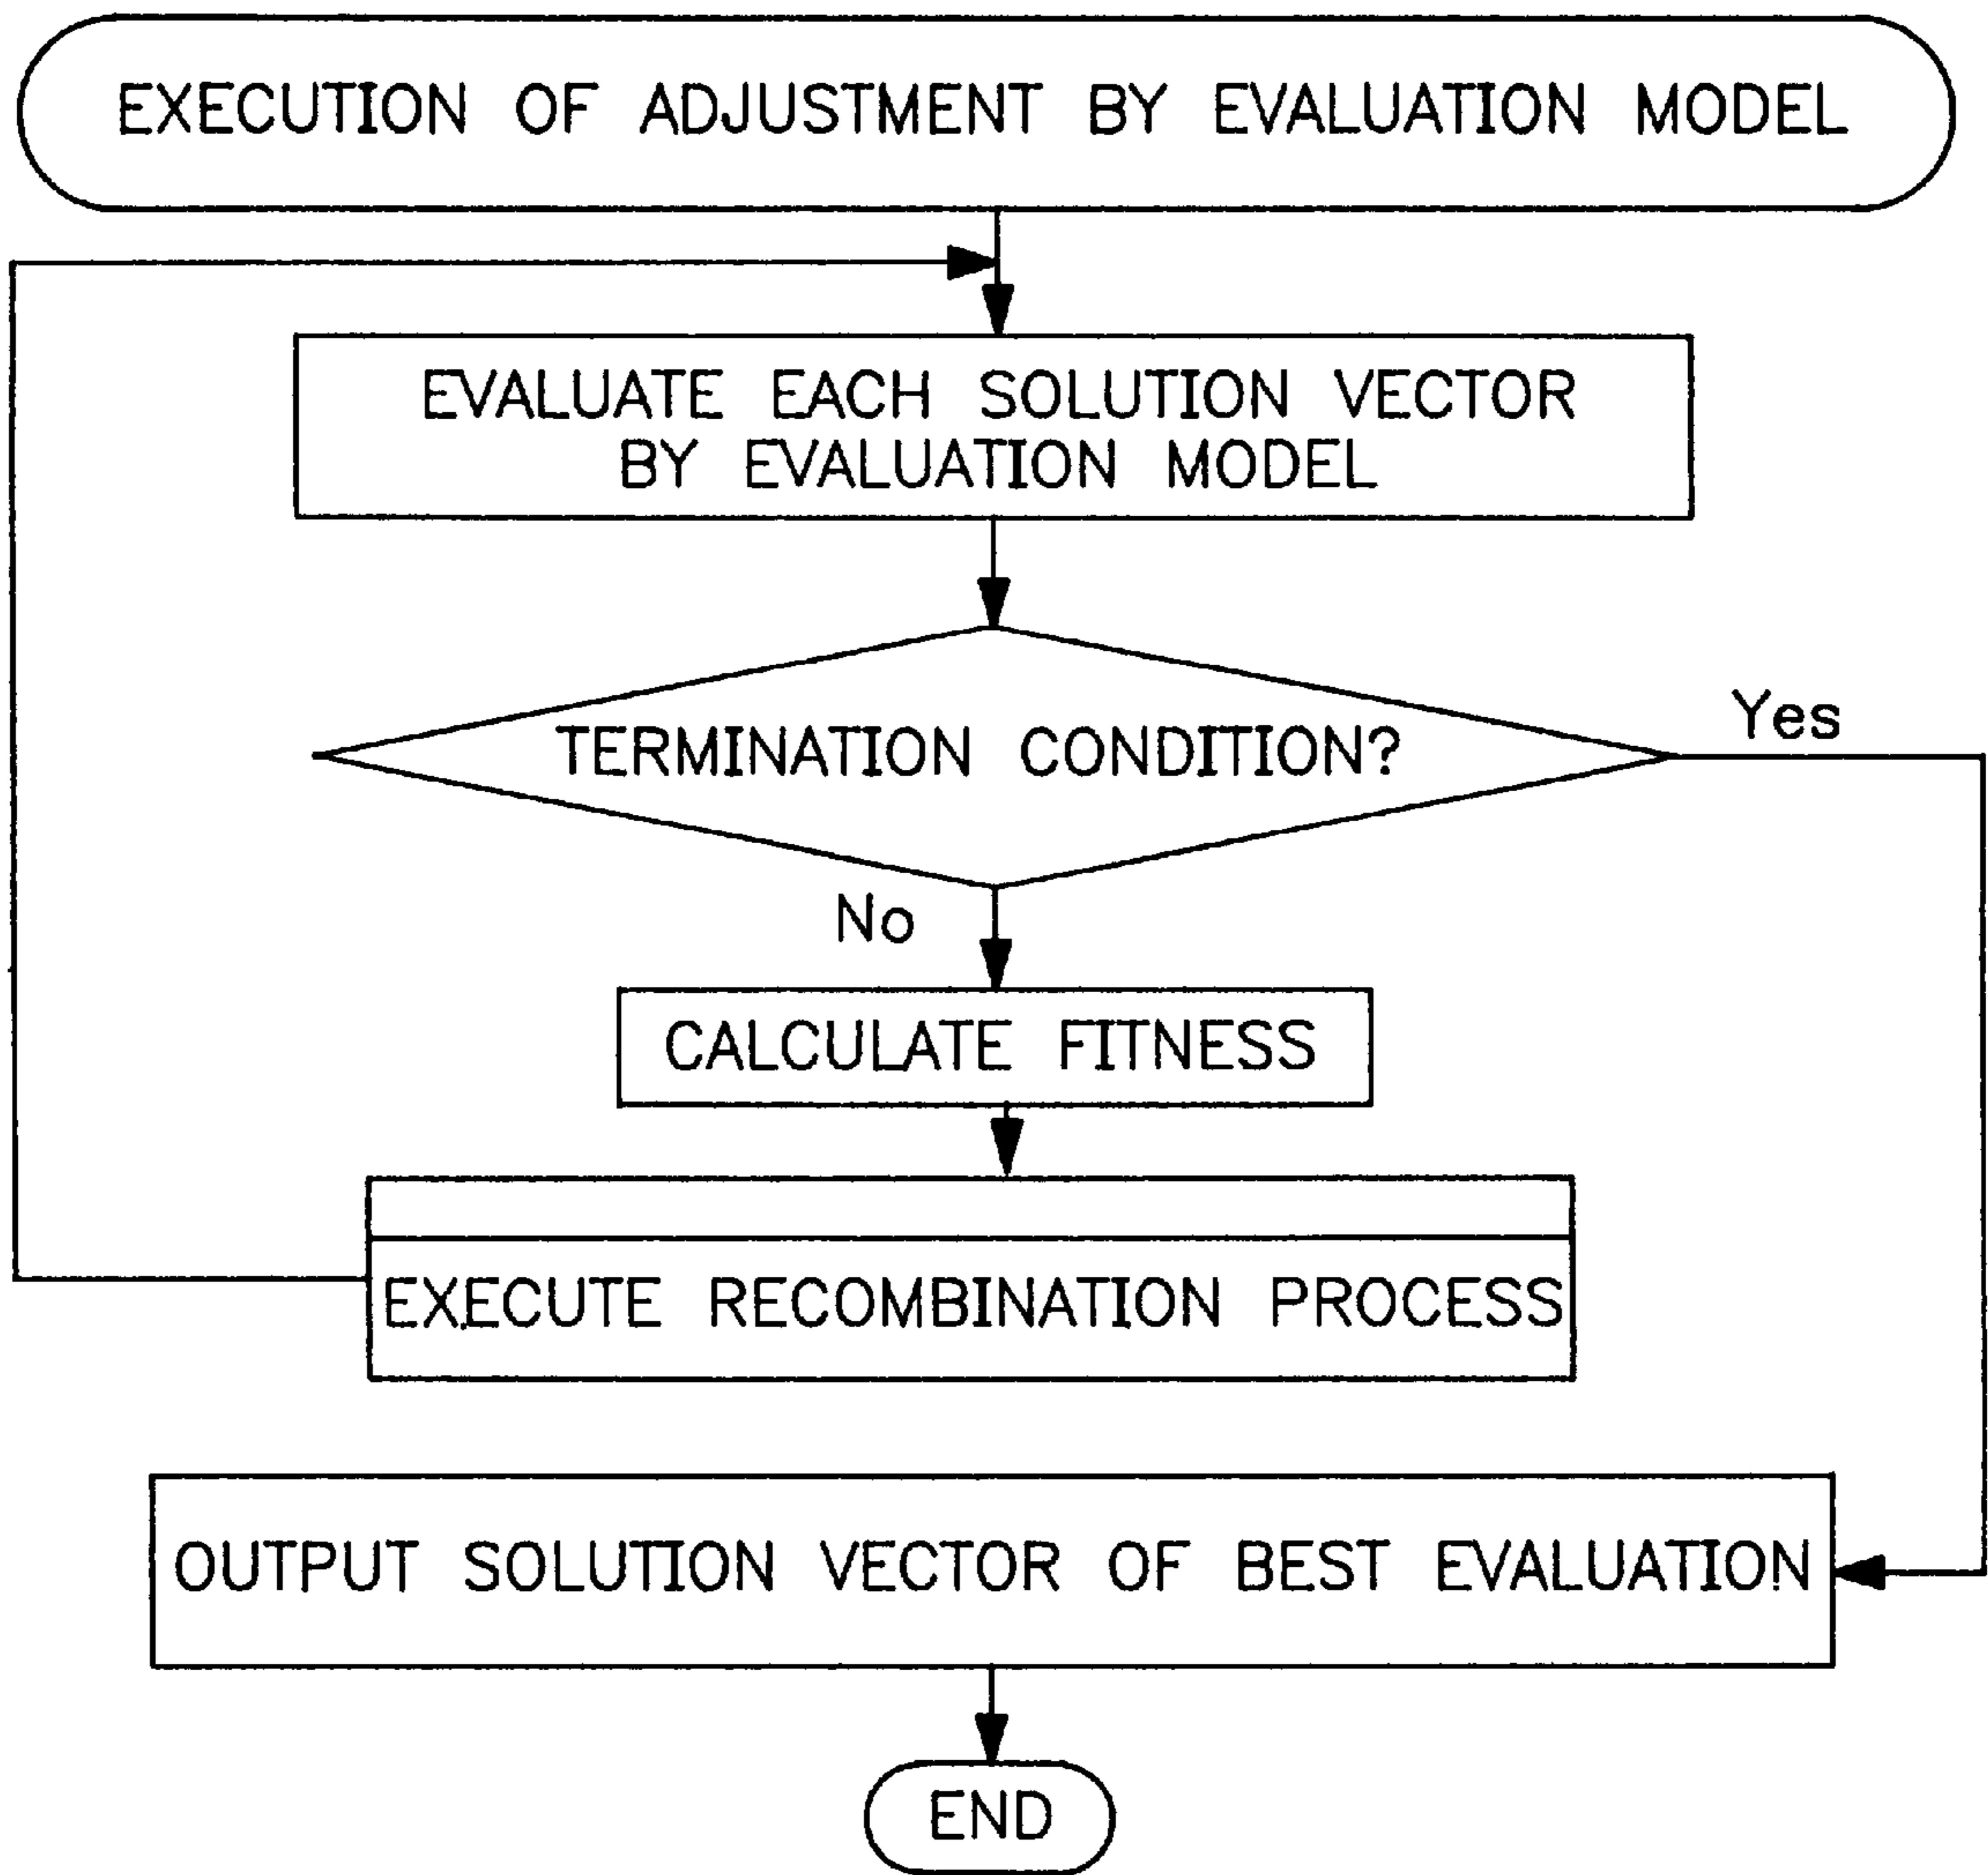 EXECUTION OF ADJUSTMENT BY EVALUATION MODEL
EVALUATE EACH SOLUTION VECTOR
BY EVALUATION MODEL
TERMINATION CONDITION?
Yes
No
CALCULATE FITNESS
EXECUTE RECOMBINATION PROCESS
OUTPUT SOLUTION VECTOR OF BEST EVALUATION
END